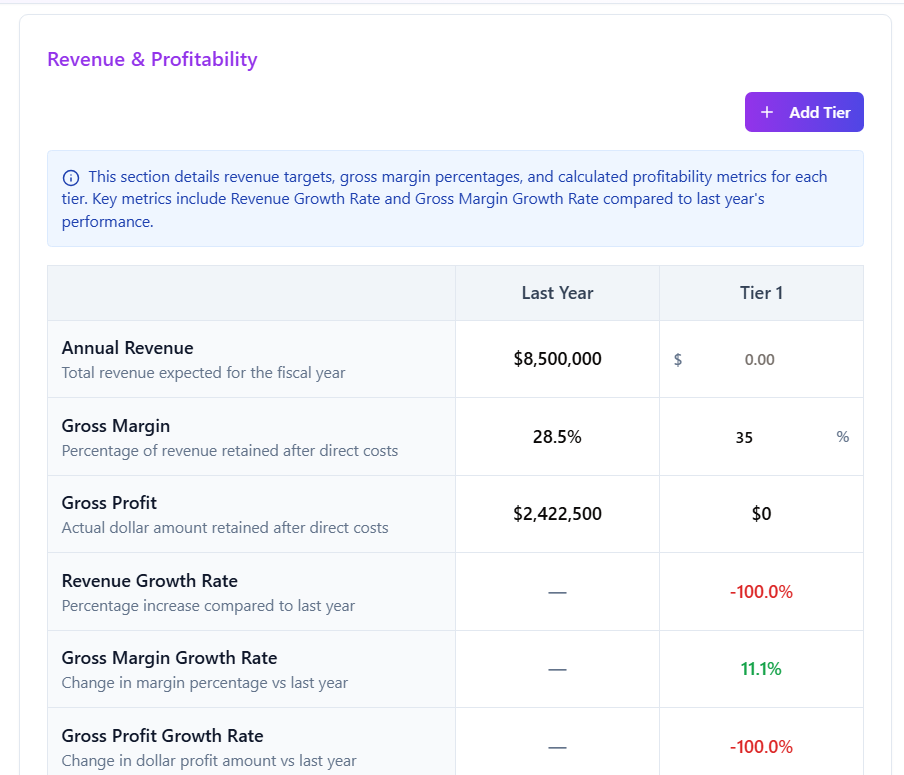 Revenue & Profitability
+ Add Tier
This section details revenue targets, gross margin percentages, and calculated profitability metrics for each
tier. Key metrics include Revenue Growth Rate and Gross Margin Growth Rate compared to last year's
performance.
Last Year Tier 1
Annual Revenue
Total revenue expected for the fiscal year
$8,500,000 $ 0.00
Gross Margin
Percentage of revenue retained after direct costs
28.5% 35 %
Gross Profit
Actual dollar amount retained after direct costs
$2,422,500 $0
Revenue Growth Rate
Percentage increase compared to last year
— -100.0%
Gross Margin Growth Rate
Change in margin percentage vs last year
— 11.1%
Gross Profit Growth Rate
Change in dollar profit amount vs last year
— -100.0%